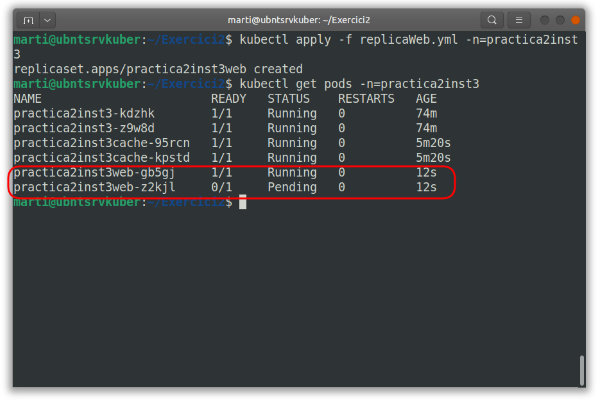 marti@ubntsrvkuber: ~/Exercici2
marti@ubntsrvkuber:~/Exercici2$ kubectl apply -f replicaWeb.yml -n=practica2inst
3
replicaset.apps/practica2inst3web created
marti@ubntsrvkuber:~/Exercici2$ kubectl get pods -n=practica2inst3
NAME READY STATUS RESTARTS AGE
practica2inst3-kdzhk 1/1 Running 0 74m
practica2inst3-z9w8d 1/1 Running 0 74m
practica2inst3cache-95rcn 1/1 Running 0 5m20s
practica2inst3cache-kpstd 1/1 Running 0 5m20s
practica2inst3web-gb5gj 1/1 Running 0 12s
practica2inst3web-z2kjl 0/1 Pending 0 12s
marti@ubntsrvkuber:~/Exercici2$